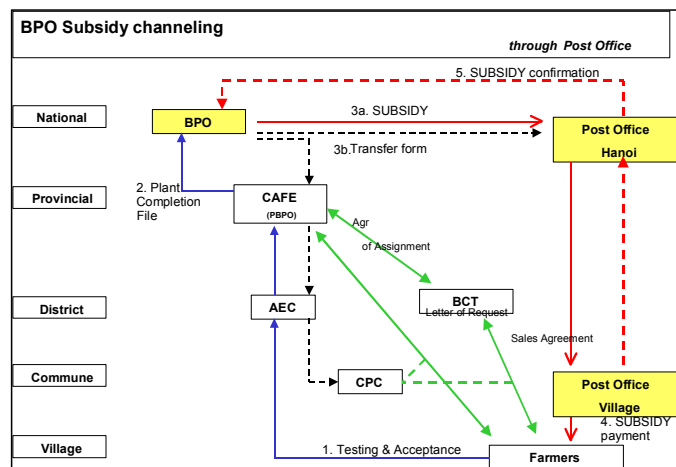 BPO Subsidy channeling
through Post Office
5. SUBSIDY confirmation
National
BPO
3a. SUBSIDY
Post Office
Hanoi
3b.Transfer form
Provincial
2. Plant
Completion
File
CAFE
(PBPO)
Agr
of Assignment
District
AEC
BCT
Letter of Request
Sales Agreement
Commune
CPC
Post Office
Village
4. SUBSIDY
payment
Village
1. Testing & Acceptance
Farmers